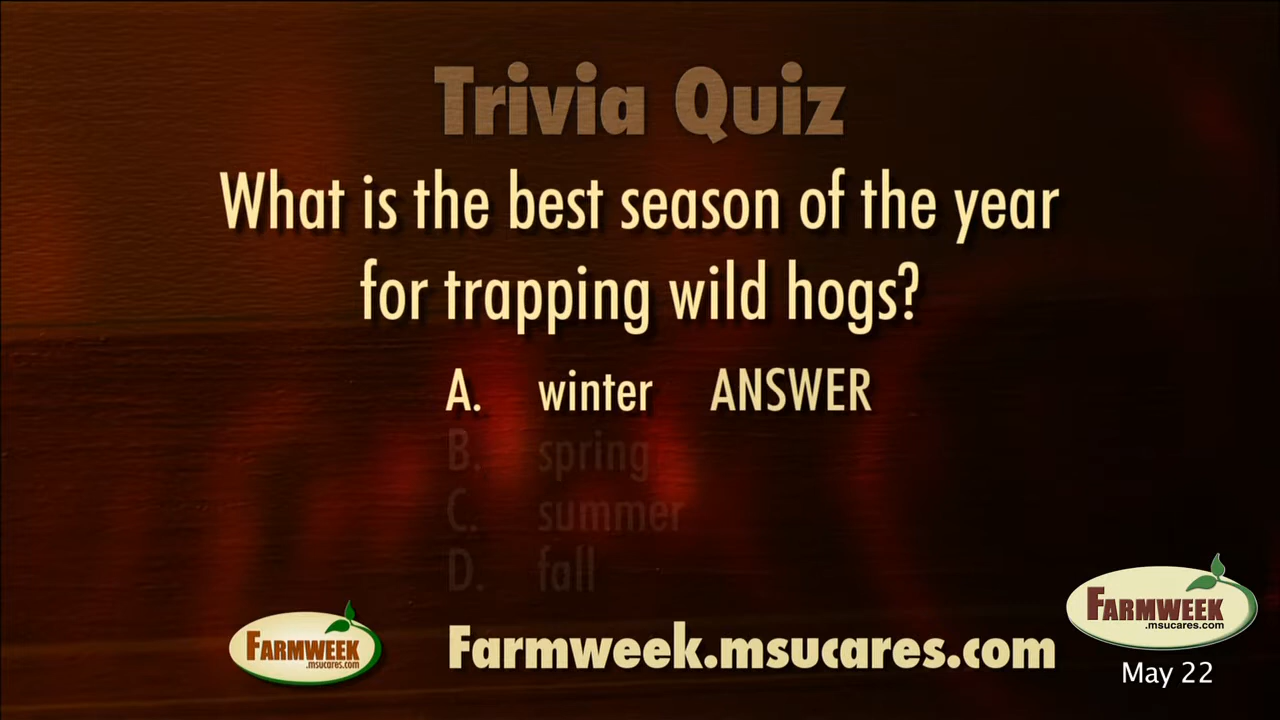 Trivia Quiz
What is the best season of the year
for trapping wild hogs?
A. winter ANSWER
B. spring
C. summer
D. fall
FARMWEEK
.msucares.com
Farmweek.msucares.com
FARMWEEK
.msucares.com
May 22